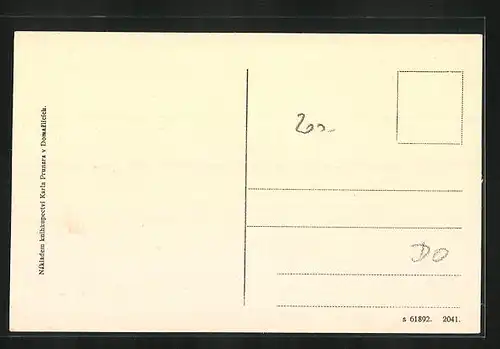 Nákladem knihkupectví Karla Prunara v Domažlicích.
200.-
DO
s 61892. 2041.